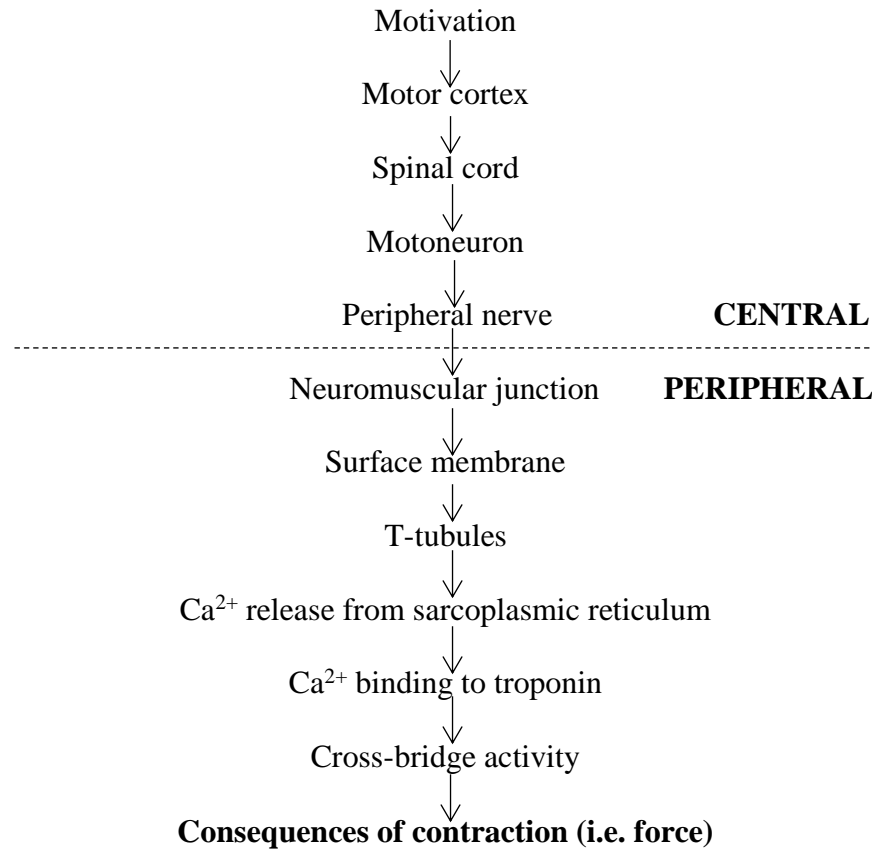 Motivation
Motor cortex
Spinal cord
Motoneuron
Peripheral nerve CENTRAL
Neuromuscular junction PERIPHERAL
Surface membrane
T-tubules
Ca²⁺ release from sarcoplasmic reticulum
Ca²⁺ binding to troponin
Cross-bridge activity
Consequences of contraction (i.e. force)